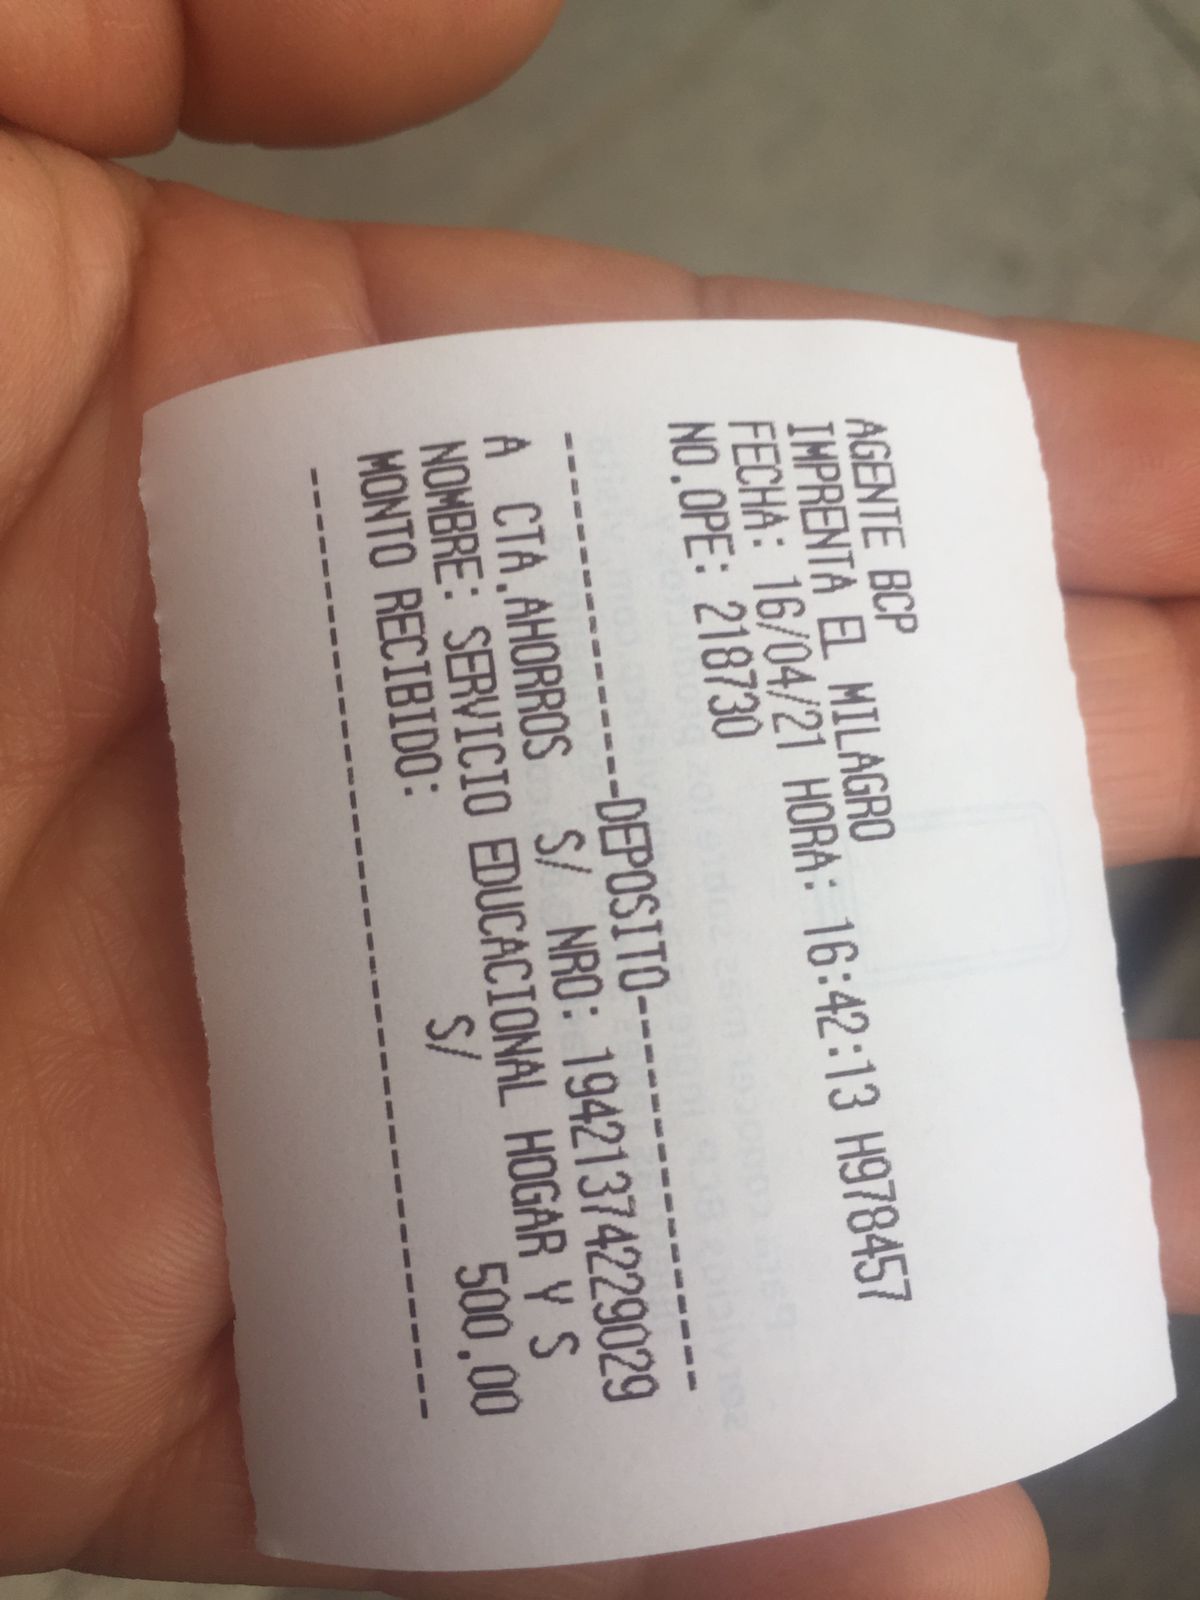 AGENTE BCP
IMPRENTA EL MILAGRO
FECHA: 16/04/21 HORA: 16:42:13 H978457
NO.OPE: 218730
----------------DEPOSITO----------------
A CTA.AHORROS S/ NRO: 19421374229029
NOMBRE: SERVICIO EDUCACIONAL HOGAR Y S
MONTO RECIBIDO: S/ 500.00
----------------------------------------